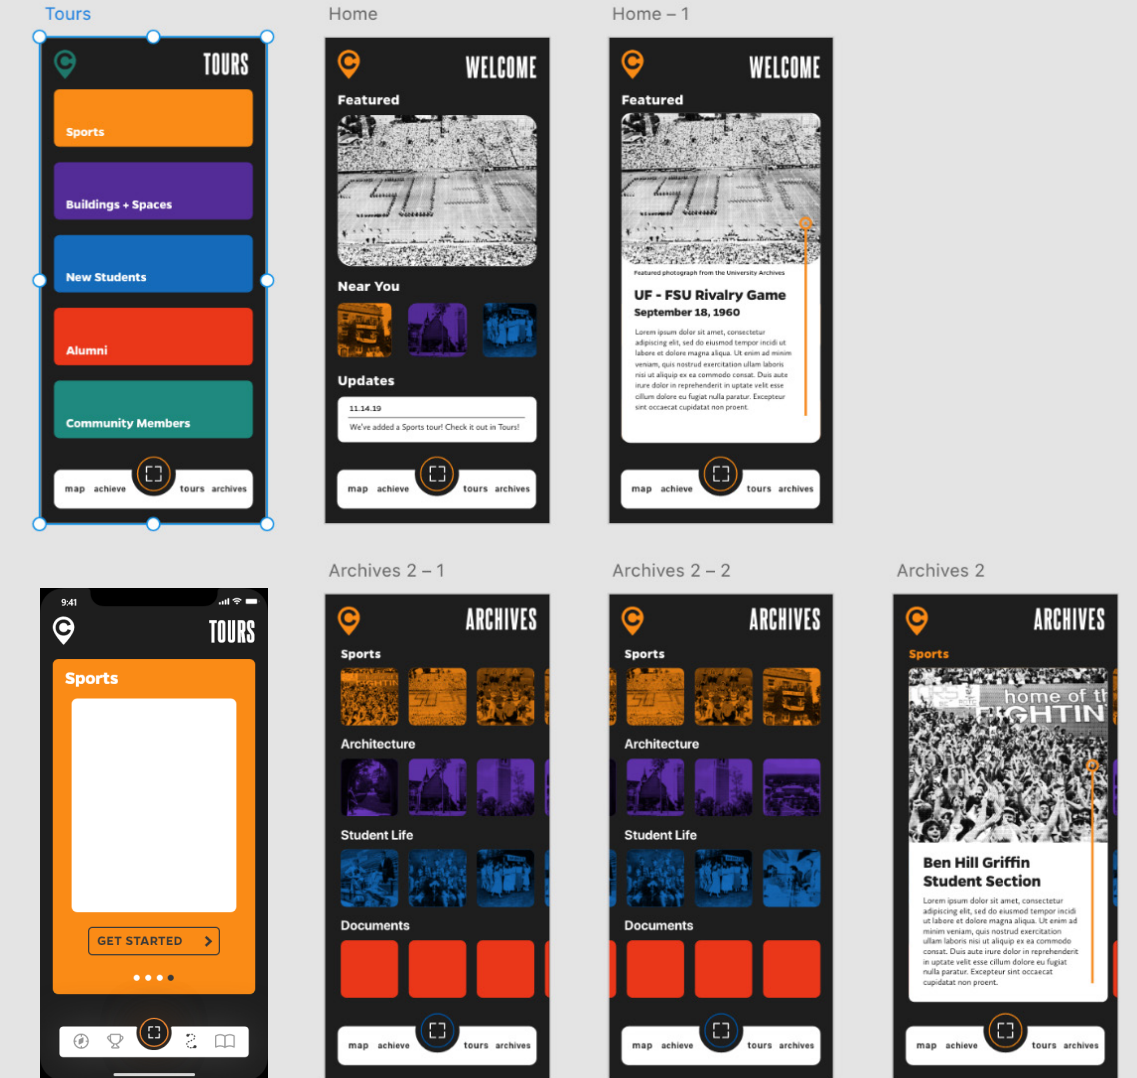 Tours
TOURS
Sports
Buildings + Spaces
New Students
Alumni
Community Members
map achieve tours archives
Home
WELCOME
Featured
Near You
Updates
11.14.19
We've added a Sports tour! Check it out in Tours!
map achieve tours archives
Home – 1
WELCOME
Featured
Featured photograph from the University Archives
UF - FSU Rivalry Game
September 18, 1960
Lorem ipsum dolor sit amet, consectetur
adipiscing elit, sed do eiusmod tempor incidi ut
labore et dolore magna aliqua. Ut enim ad minim
veniam, quis nostrud exercitation ullam laboris
nisi ut aliquip ex ea commodo consat. Duis aute
irure dolor in reprehenderit in uptate velit esse
cillum dolore eu fugiat nulla paratur. Excepteur
sint occaecat cupidatat non proent.
map achieve tours archives
9:41
TOURS
Sports
GET STARTED
Archives 2 – 1
ARCHIVES
Sports
Architecture
Student Life
Documents
map achieve tours archives
Archives 2 – 2
ARCHIVES
Sports
Architecture
Student Life
Documents
map achieve tours archives
Archives 2
ARCHIVES
Sports
home of th
FIGHTIN
Ben Hill Griffin
Student Section
Lorem ipsum dolor sit amet, consectetur
adipiscing elit, sed do eiusmod tempor incidi
ut labore et dolore magna aliqua. Ut enim ad
minim veniam, quis nostrud exercitation
ullam laboris nisi ut aliquip ex ea commodo
consat. Duis aute irure dolor in reprehenderit
in uptate velit esse cillum dolore eu fugiat
nulla paratur. Excepteur sint occaecat
cupidatat non proent.
map achieve tours archives